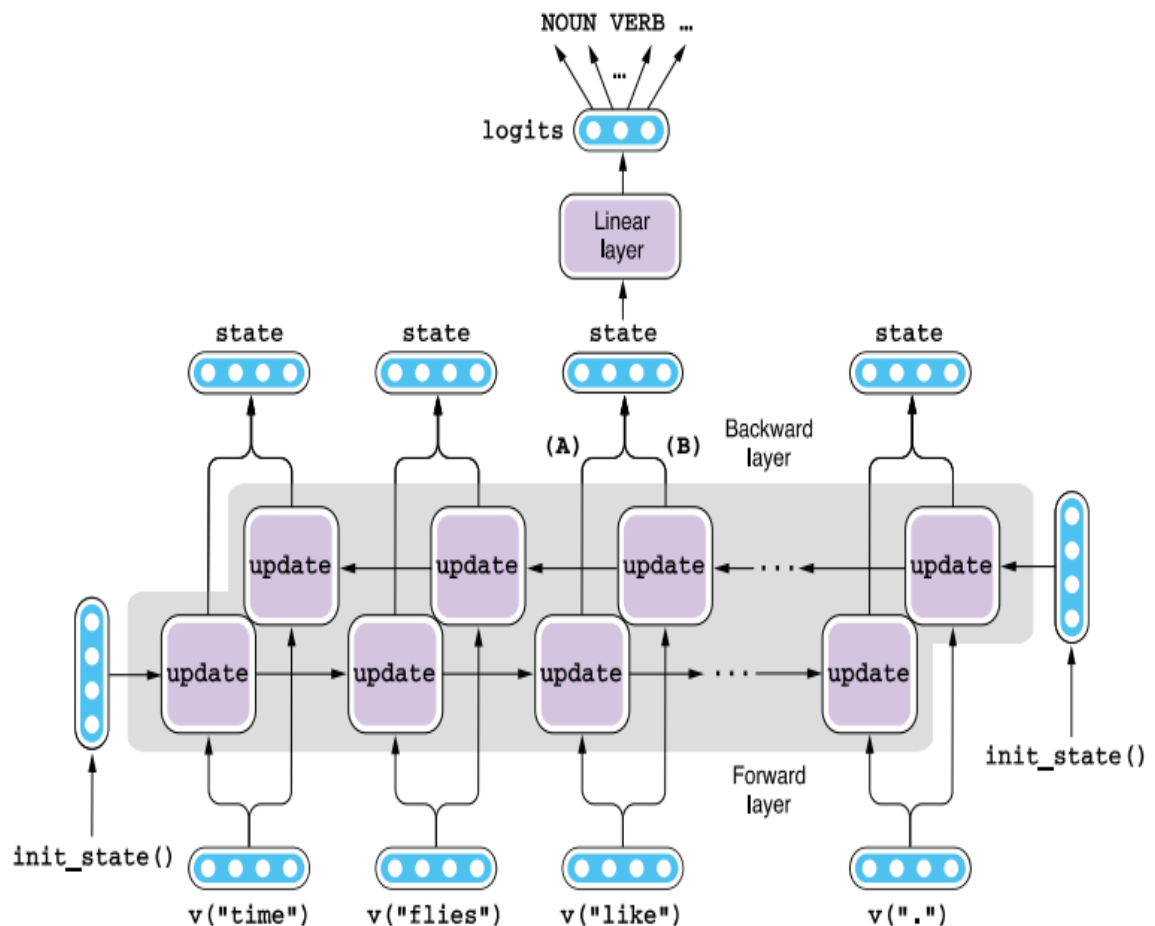 NOUN VERB …
...
logits
Linear
layer
state state state state
(A) (B)
Backward
layer
update update update update
...
update update update update
...
Forward
layer
init_state()
init_state()
v("time") v("flies") v("like") v(".")